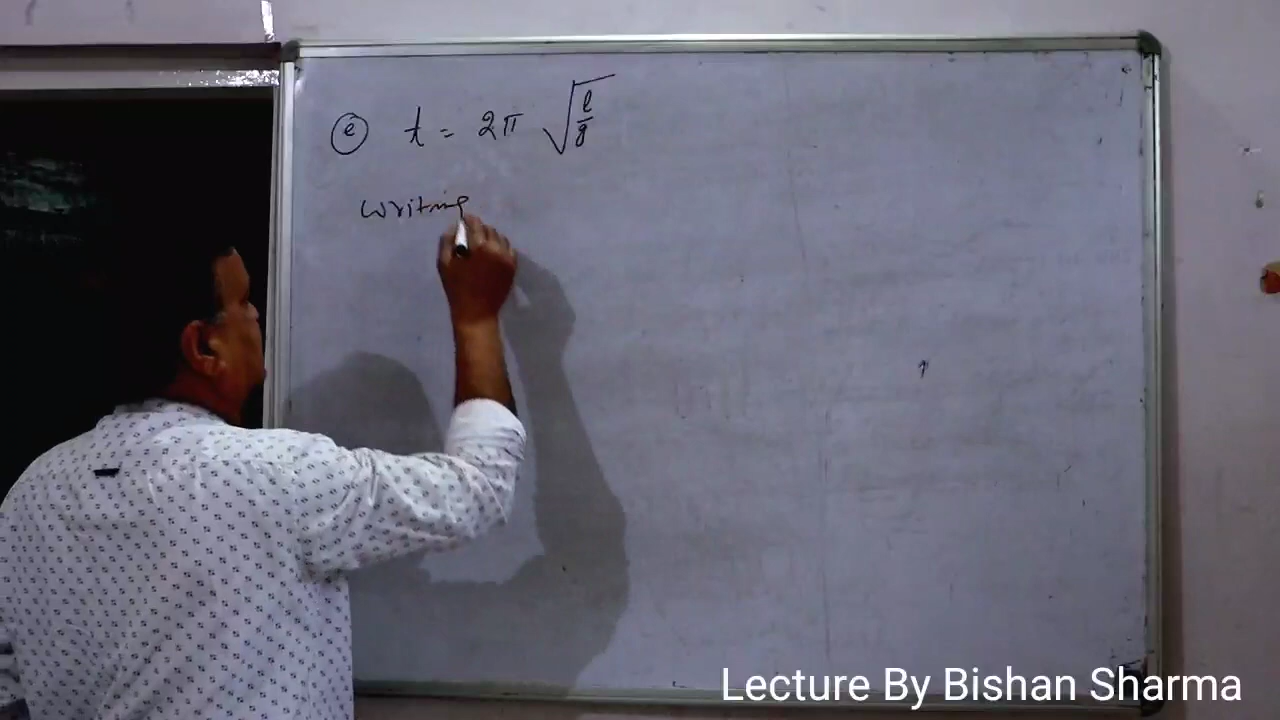 (e) t = 2π √(l/g)
writing
Lecture By Bishan Sharma